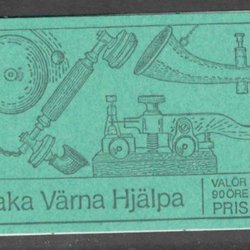 aka Värna Hjälpa
VALÖR
90 ÖRE
PRIS